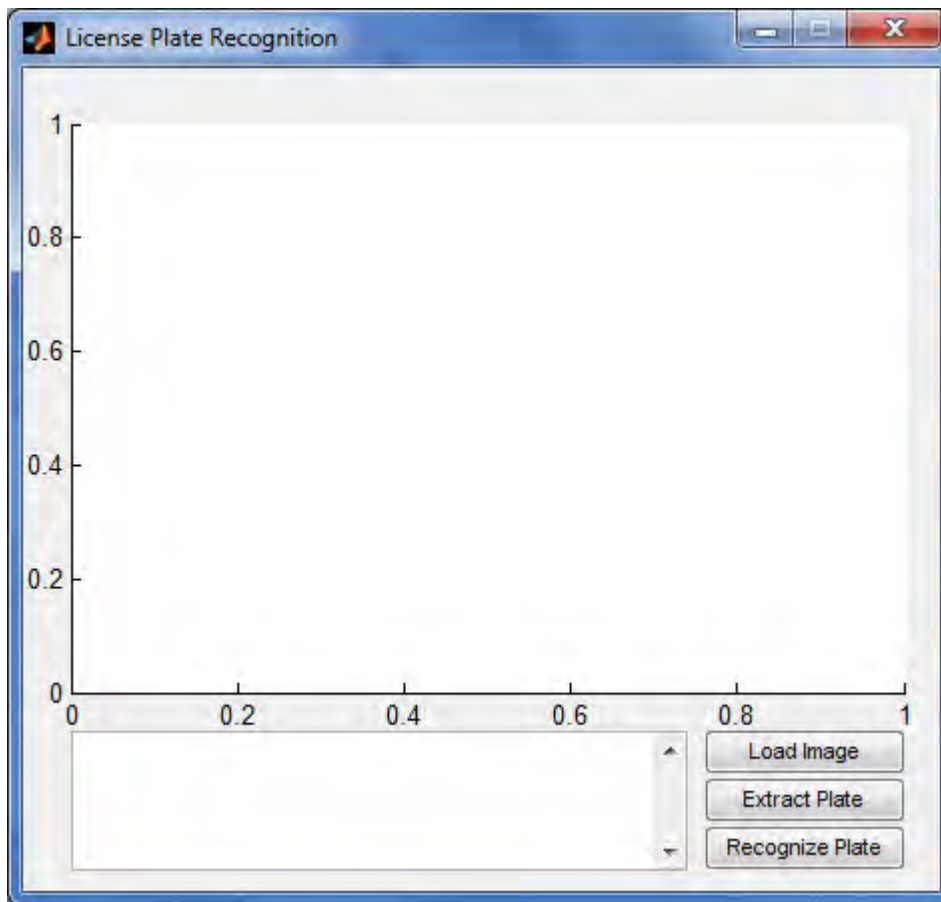 License Plate Recognition
1
0.8
0.6
0.4
0.2
0
0 0.2 0.4 0.6 0.8 1
Load Image
Extract Plate
Recognize Plate